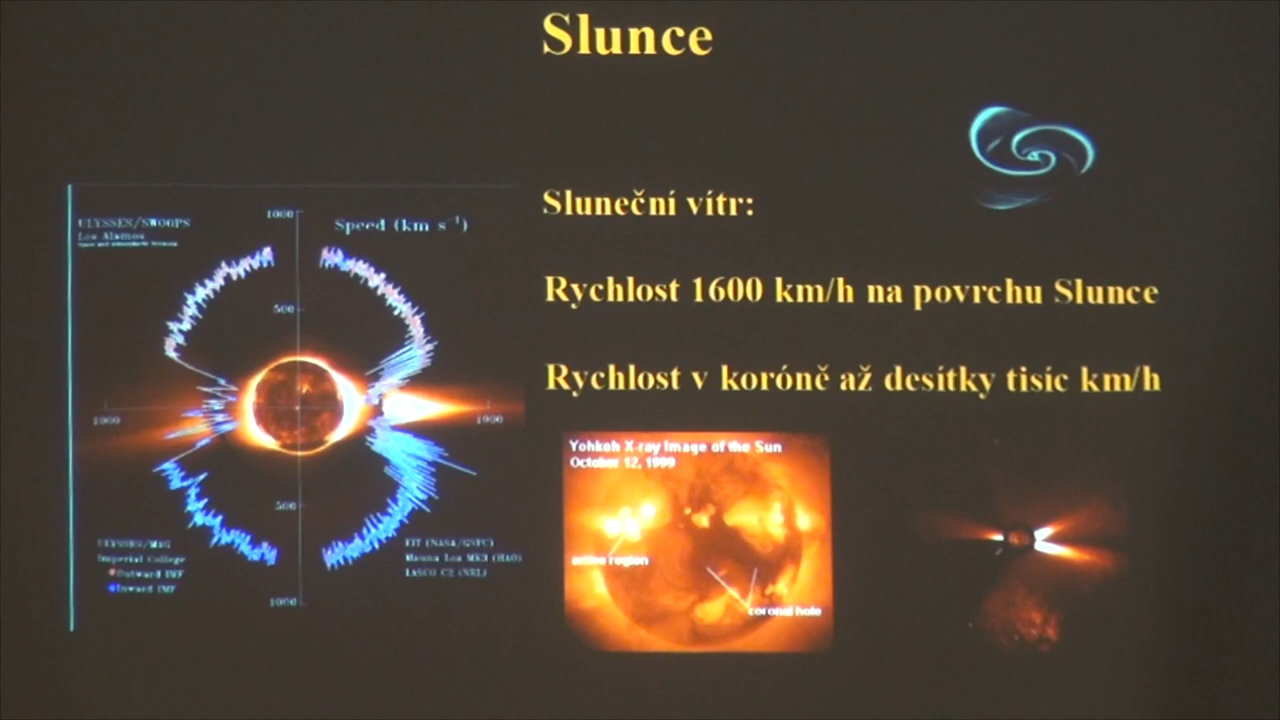 Slunce
ULYSSES/SWOOPS
Los Alamos
1000
Speed (km s⁻¹)
500
1000
1000
500
ULYSSES/MAG
Imperial College
Outward IMF
Inward IMF
EIT (NASA/GSFC)
Mauna Loa MK3 (HAO)
LASCO C2 (NRL)
1000
Sluneční vítr:
Rychlost 1600 km/h na povrchu Slunce
Rychlost v koróně až desítky tisíc km/h
Yohkoh X-ray Image of the Sun
October 12, 1999
active region
coronal hole